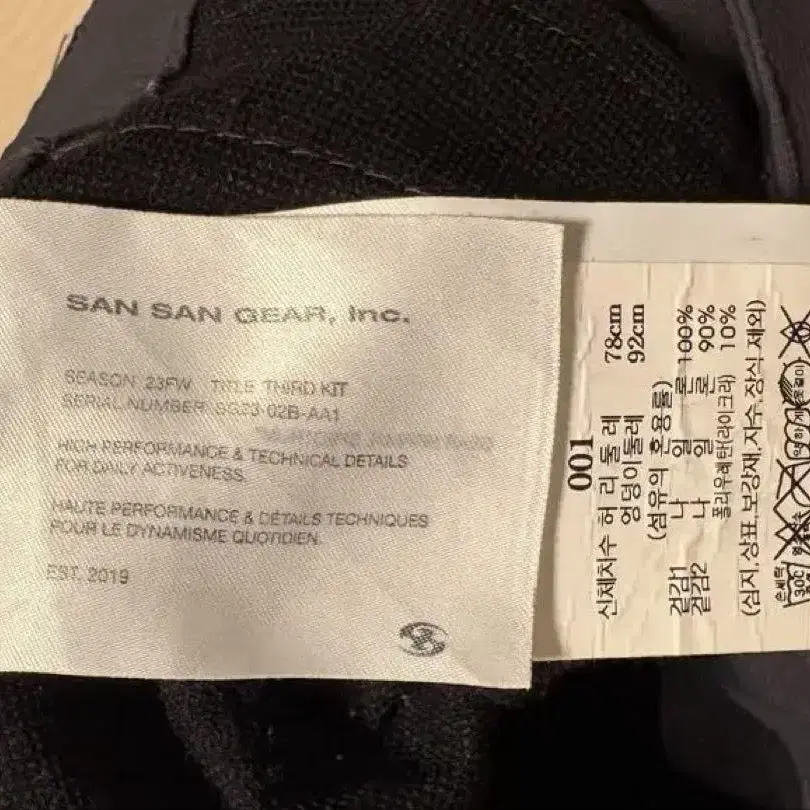 SAN SAN GEAR, Inc.
SEASON 23FW TITLE THIRD KIT
SERIAL NUMBER SG23-02B-AA1
HIGH PERFORMANCE & TECHNICAL DETAILS
FOR DAILY ACTIVENESS.
HAUTE PERFORMANCE & DÉTAILS TECHNIQUES
POUR LE DYNAMISME QUOTIDIEN.
EST. 2019
001
신체치수 허 리 둘 레 78cm
엉덩이둘레 92cm
(섬유의 혼용률)
겉감1 나 일 론 100%
겉감2 나 일 론 90%
폴리우레탄(라이크라) 10%
(심지,상표,보강재,자수,장식 제외)
손세탁
30℃